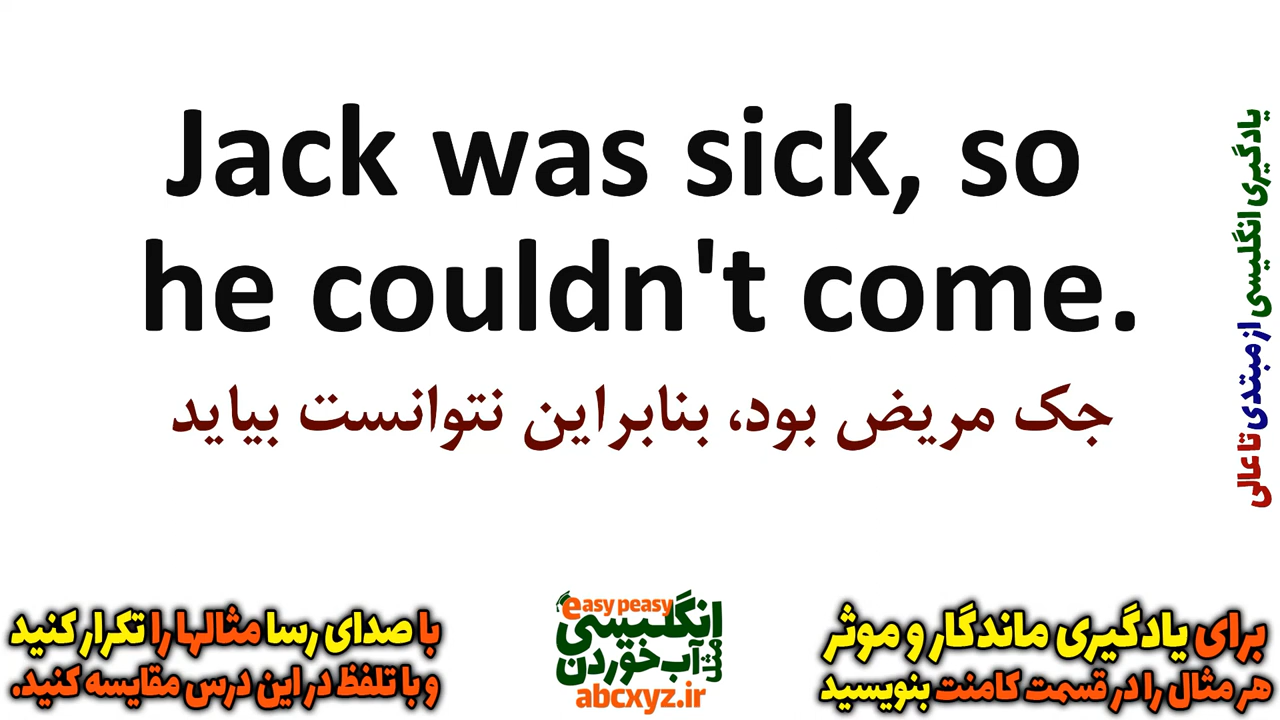 Jack was sick, so
he couldn't come.
جک مریض بود، بنابراین نتوانست بیاید
یادگیری انگلیسی از مبتدی تا عالی
با صدای رسا مثالها را تکرار کنید
و با تلفظ در این درس مقایسه کنید.
easy peasy
انگلیسی
مثل آب خوردن
abcxyz.ir
برای یادگیری ماندگار و موثر
هر مثال را در قسمت کامنت بنویسید